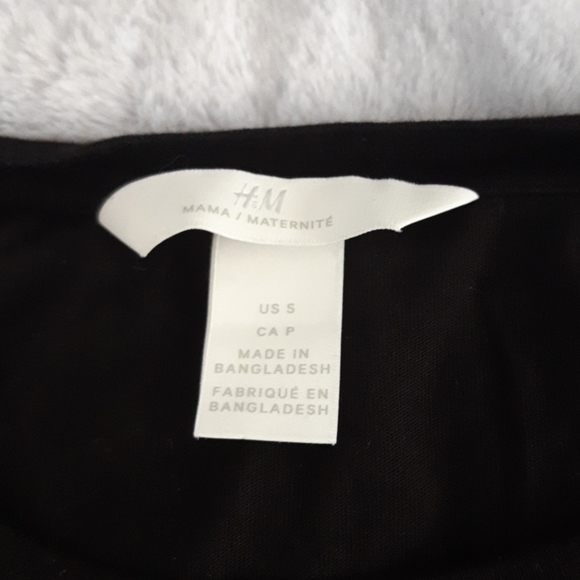 H&M
MAMA / MATERNITÉ
US S
CA P
MADE IN
BANGLADESH
FABRIQUÉ EN
BANGLADESH